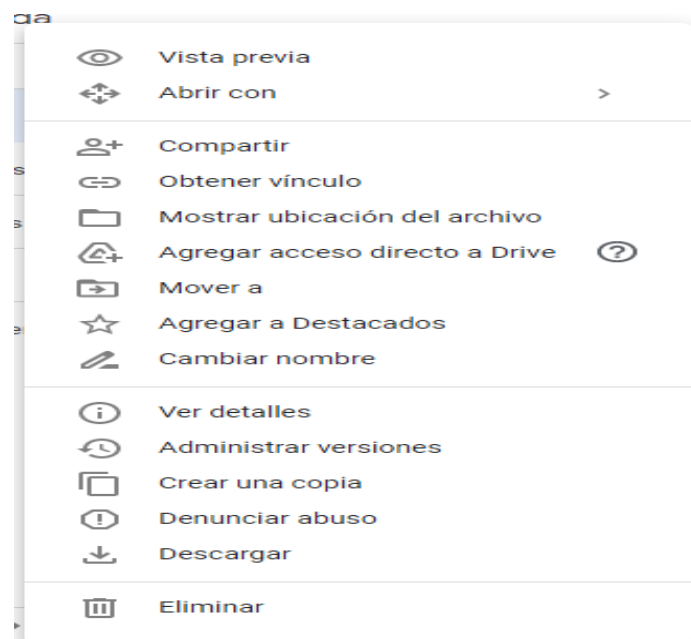 Vista previa
Abrir con
Compartir
Obtener vínculo
Mostrar ubicación del archivo
Agregar acceso directo a Drive
Mover a
Agregar a Destacados
Cambiar nombre
Ver detalles
Administrar versiones
Crear una copia
Denunciar abuso
Descargar
Eliminar